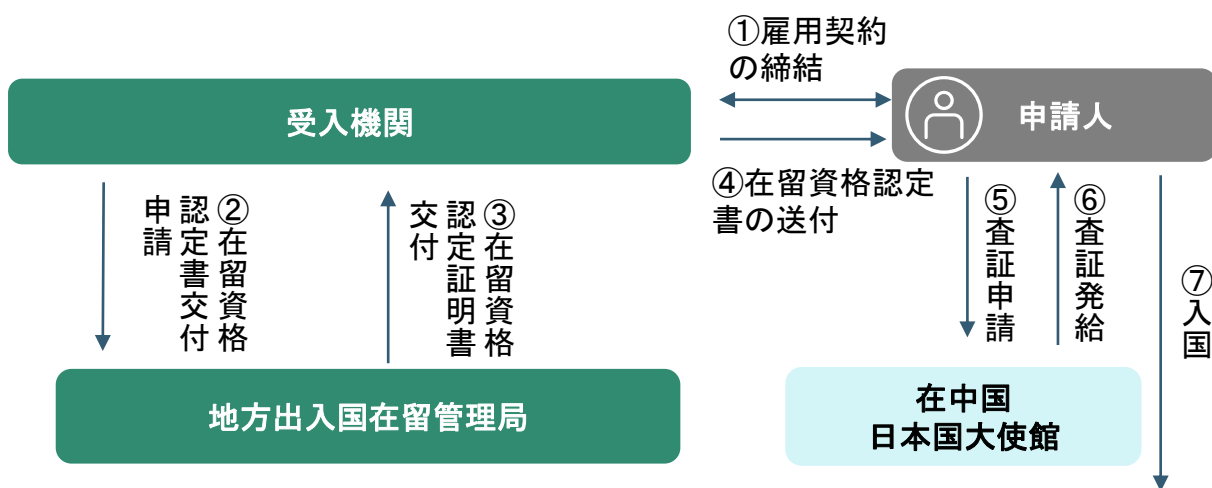 ①雇用契約
の締結
受入機関
申請人
④在留資格認定
書の送付
②在留資格
認定書交付
申請
③在留資格
認定証明書
交付
⑤査証申請
⑥査証発給
⑦入国
地方出入国在留管理局
在中国
日本国大使館